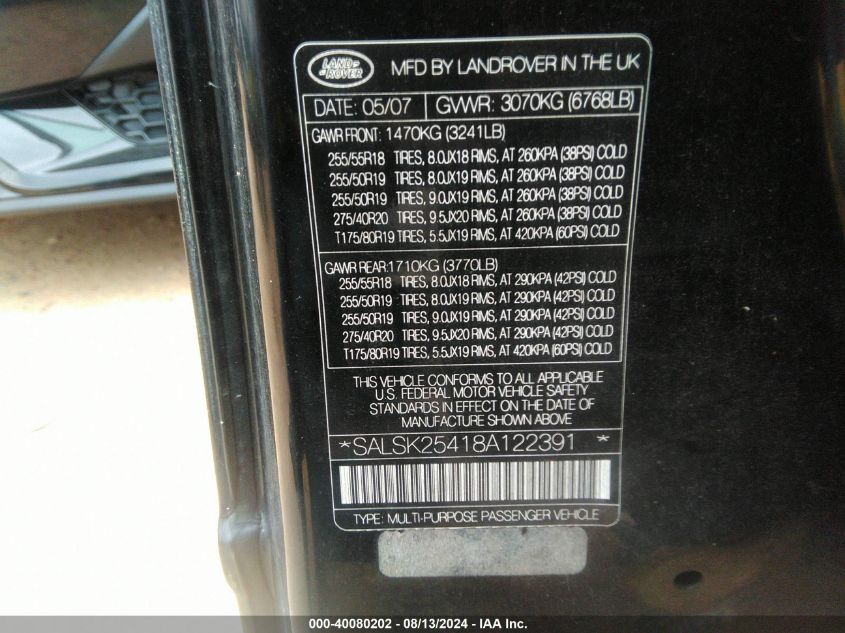 LAND ROVER
MFD BY LANDROVER IN THE UK
DATE: 05/07 GVWR: 3070KG (6768LB)
GAWR FRONT: 1470KG (3241LB)
255/55R18 TIRES, 8.0JX18 RIMS, AT 260KPA (38PSI) COLD
255/50R19 TIRES, 8.0JX19 RIMS, AT 260KPA (38PSI) COLD
255/50R19 TIRES, 9.0JX19 RIMS, AT 260KPA (38PSI) COLD
275/40R20 TIRES, 9.5JX20 RIMS, AT 260KPA (38PSI) COLD
T175/80R19 TIRES, 5.5JX19 RIMS, AT 420KPA (60PSI) COLD
GAWR REAR:1710KG (3770LB)
255/55R18 TIRES, 8.0JX18 RIMS, AT 290KPA (42PSI) COLD
255/50R19 TIRES, 8.0JX19 RIMS, AT 290KPA (42PSI) COLD
255/50R19 TIRES, 9.0JX19 RIMS, AT 290KPA (42PSI) COLD
275/40R20 TIRES, 9.5JX20 RIMS, AT 290KPA (42PSI) COLD
T175/80R19 TIRES, 5.5JX19 RIMS, AT 420KPA (60PSI) COLD
THIS VEHICLE CONFORMS TO ALL APPLICABLE
U.S. FEDERAL MOTOR VEHICLE SAFETY
STANDARDS IN EFFECT ON THE DATE OF
MANUFACTURE SHOWN ABOVE
*SALSK25418A122391 *
TYPE: MULTI-PURPOSE PASSENGER VEHICLE
000-40080202 - 08/13/2024 - IAA Inc.